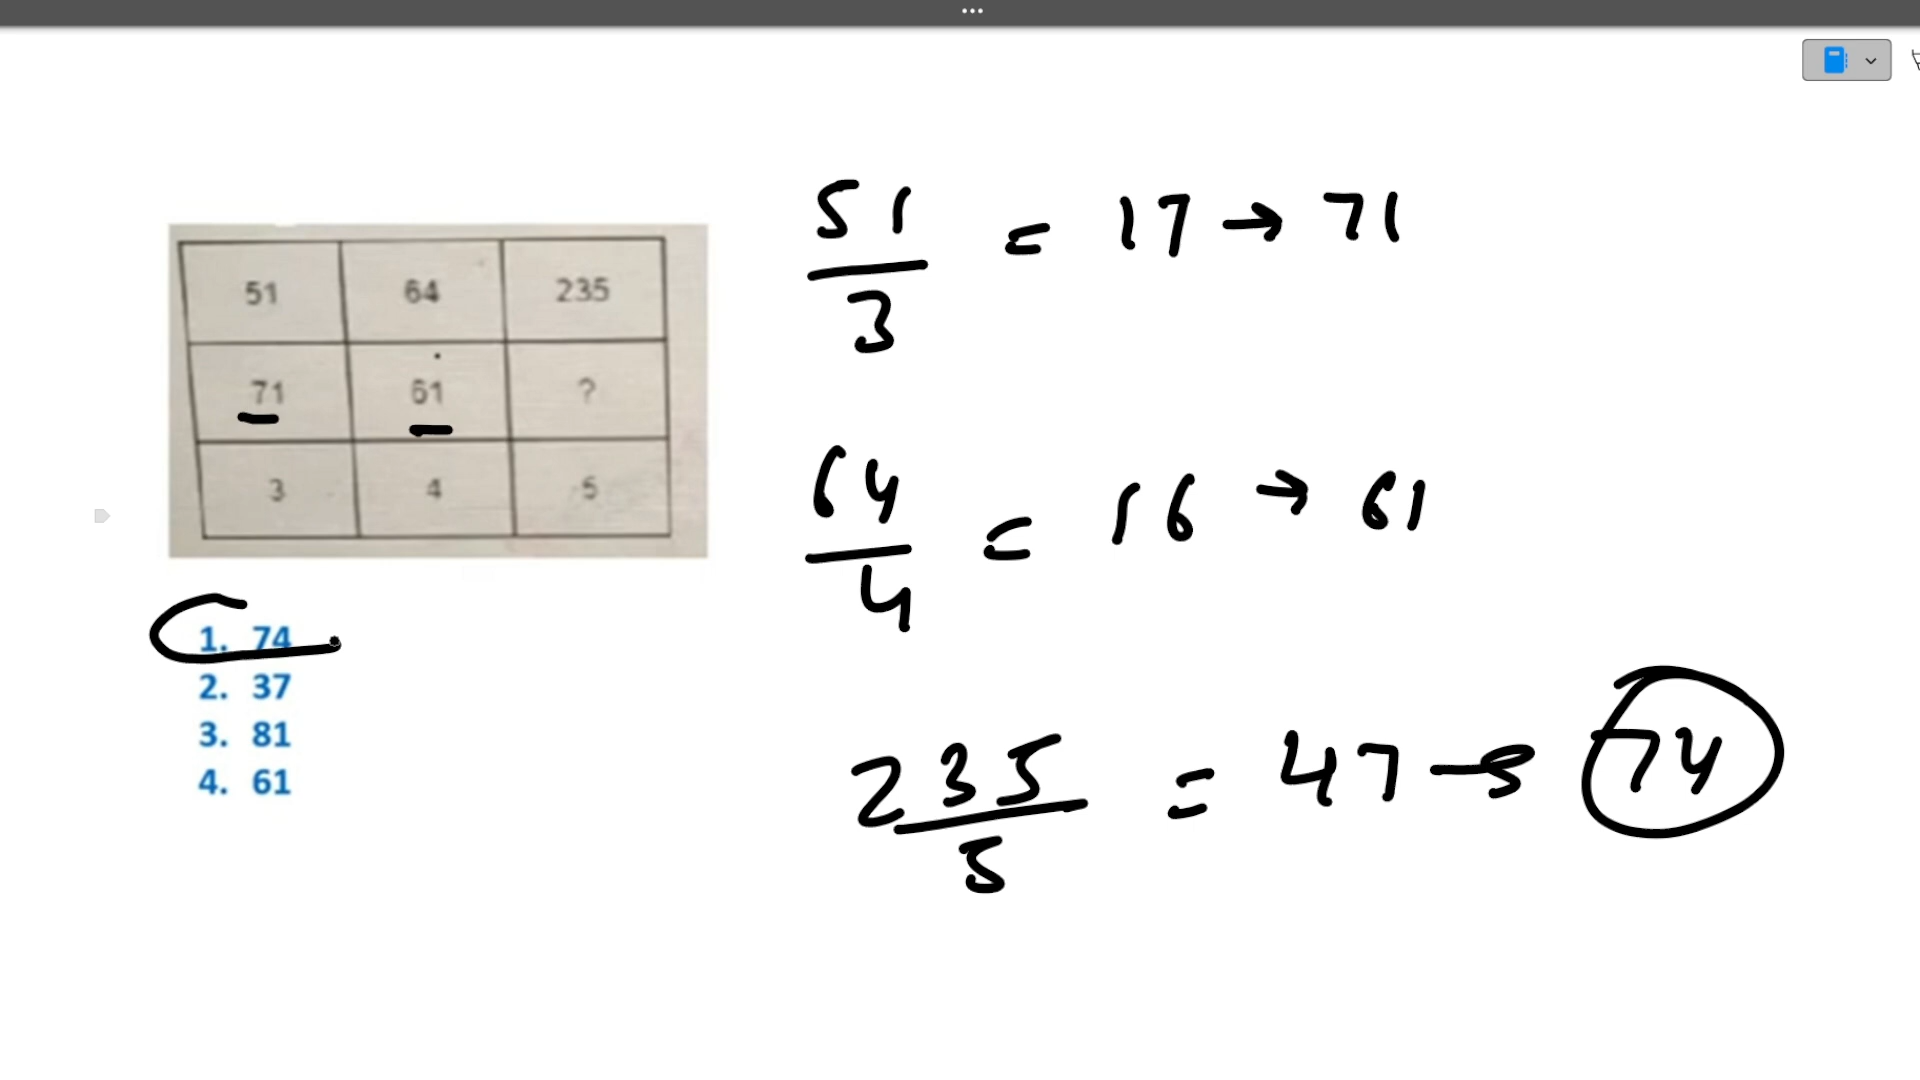 51 64 235
71 61 ?
3 4 5
1. 74
2. 37
3. 81
4. 61
51/3 = 17 → 71
64/4 = 16 → 61
235/5 = 47 → 74